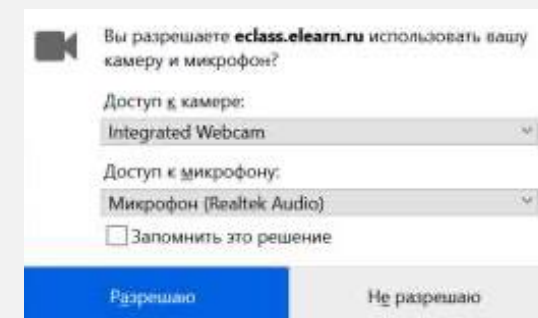 Вы разрешаете eclass.elearn.ru использовать вашу
камеру и микрофон?
Доступ к камере:
Integrated Webcam
Доступ к микрофону:
Микрофон (Realtek Audio)
Запомнить это решение
Разрешаю
Не разрешаю